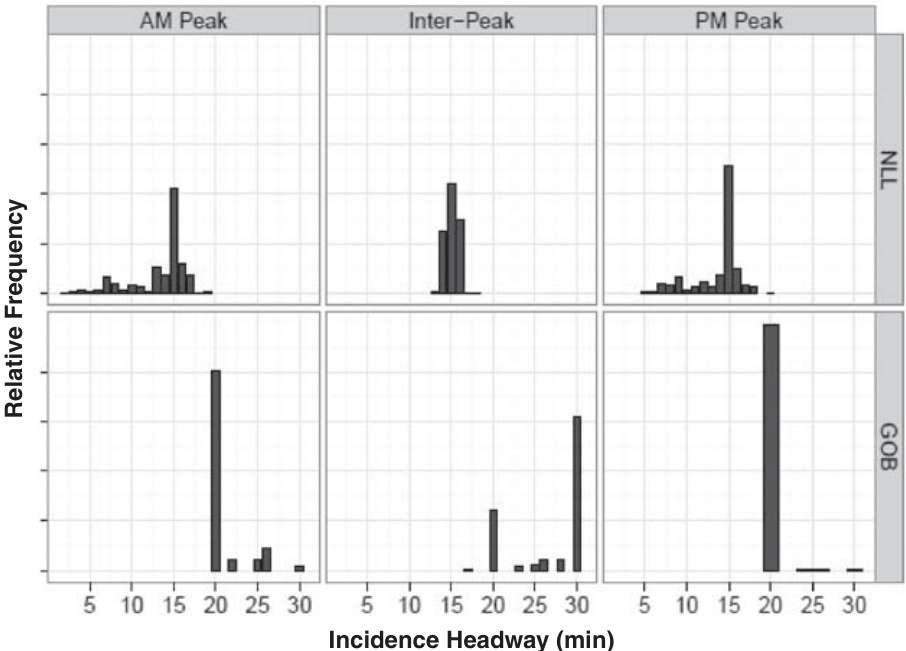 AM Peak
Inter-Peak
PM Peak
NLL
GOB
Relative Frequency
5 10 15 20 25 30
5 10 15 20 25 30
5 10 15 20 25 30
Incidence Headway (min)